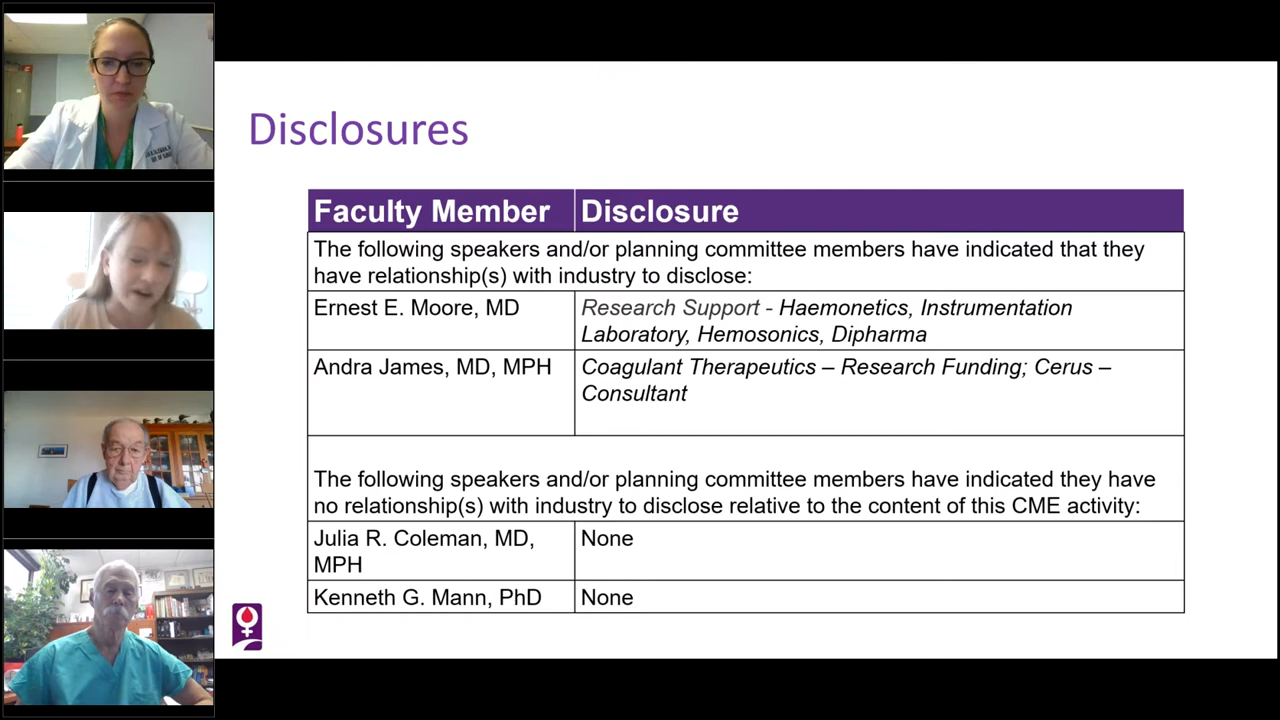 Disclosures
Faculty Member Disclosure
The following speakers and/or planning committee members have indicated that they
have relationship(s) with industry to disclose:
Ernest E. Moore, MD
Research Support - Haemonetics, Instrumentation
Laboratory, Hemosonics, Dipharma
Andra James, MD, MPH
Coagulant Therapeutics – Research Funding; Cerus –
Consultant
The following speakers and/or planning committee members have indicated they have
no relationship(s) with industry to disclose relative to the content of this CME activity:
Julia R. Coleman, MD,
MPH
None
Kenneth G. Mann, PhD
None